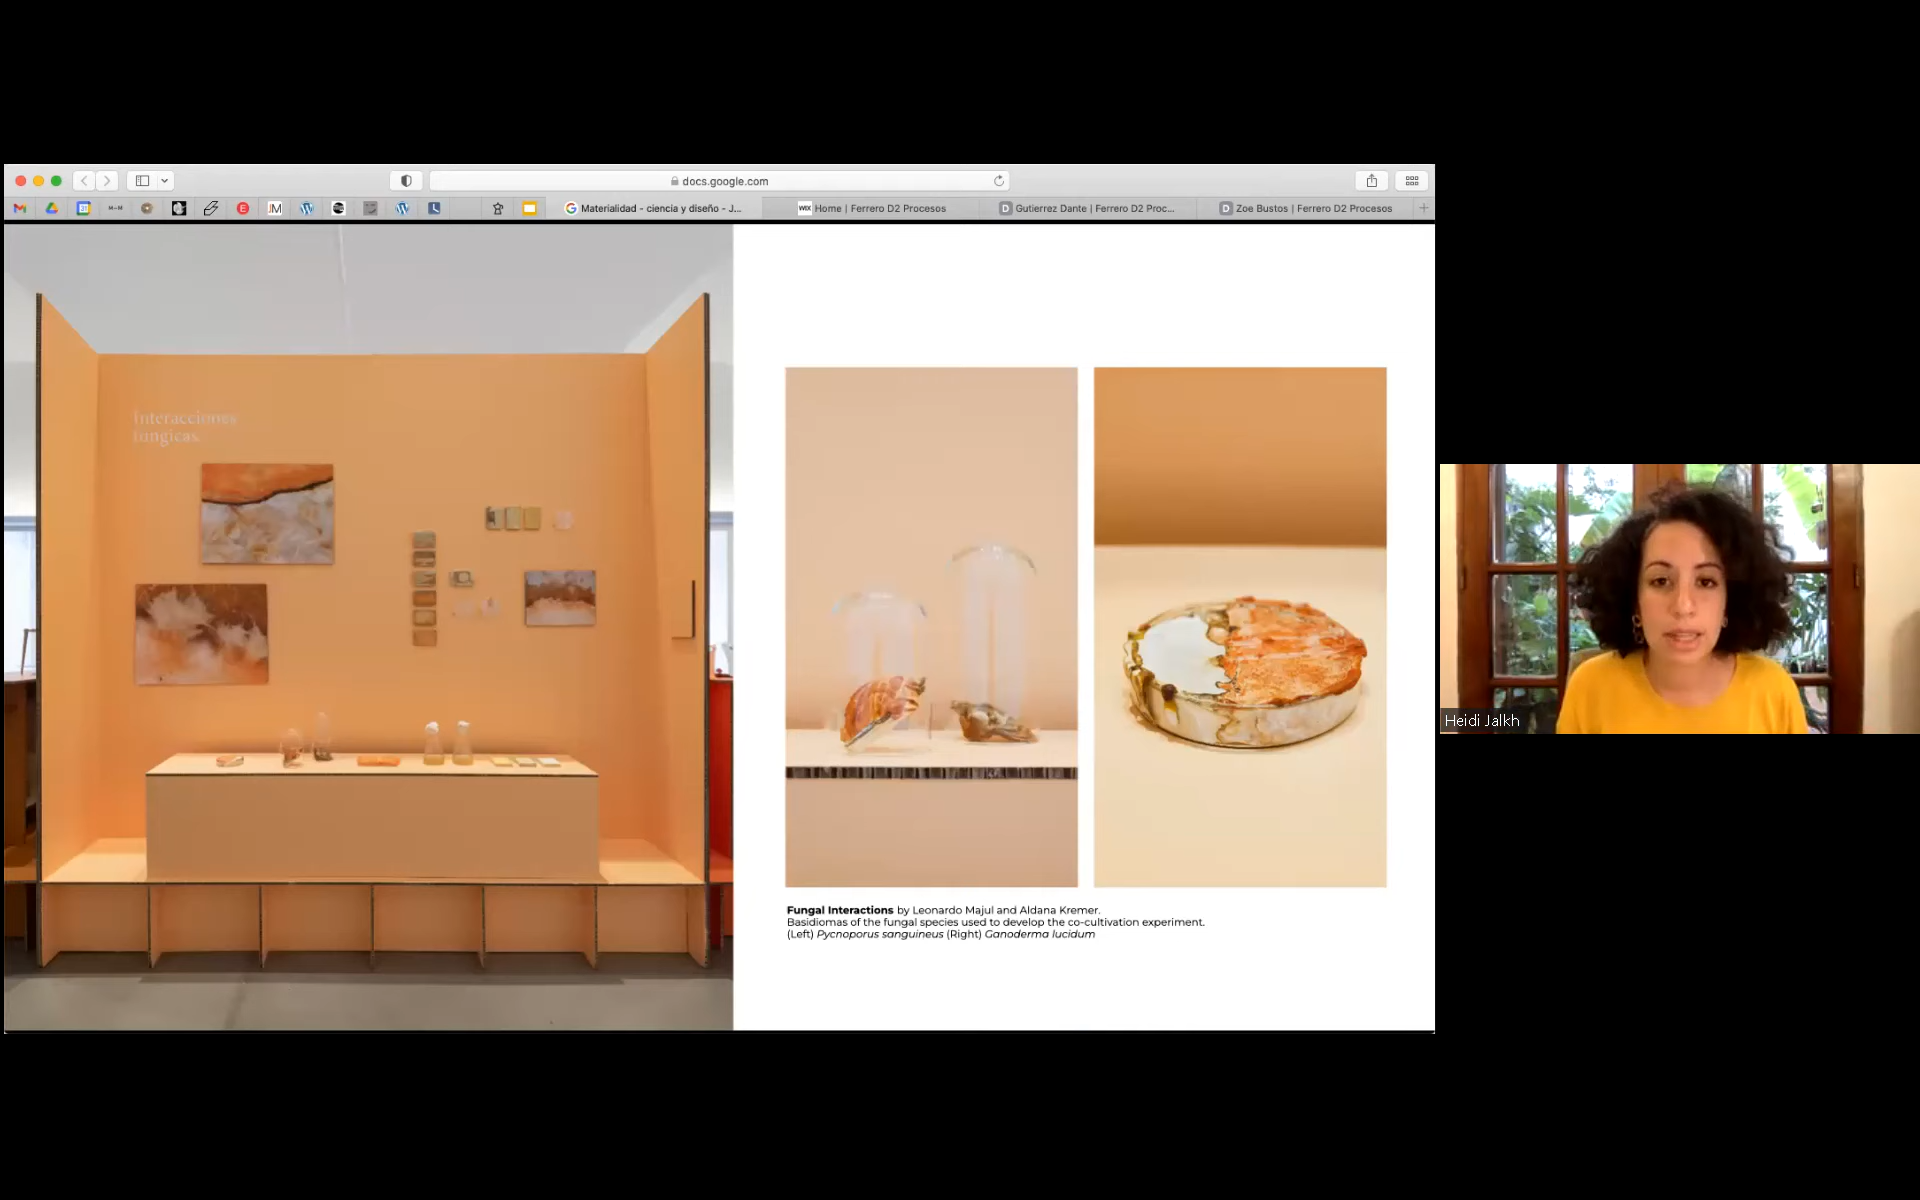 docs.google.com
Materialidad - ciencia y diseño - J...
Home | Ferrero D2 Procesos
Gutierrez Dante | Ferrero D2 Proc...
Zoe Bustos | Ferrero D2 Procesos
Interacciones
fungicas.
Fungal Interactions by Leonardo Majul and Aldana Kremer.
Basidiomas of the fungal species used to develop the co-cultivation experiment.
(Left) Pycnoporus sanguineus (Right) Ganoderma lucidum
Heidi Jalkh